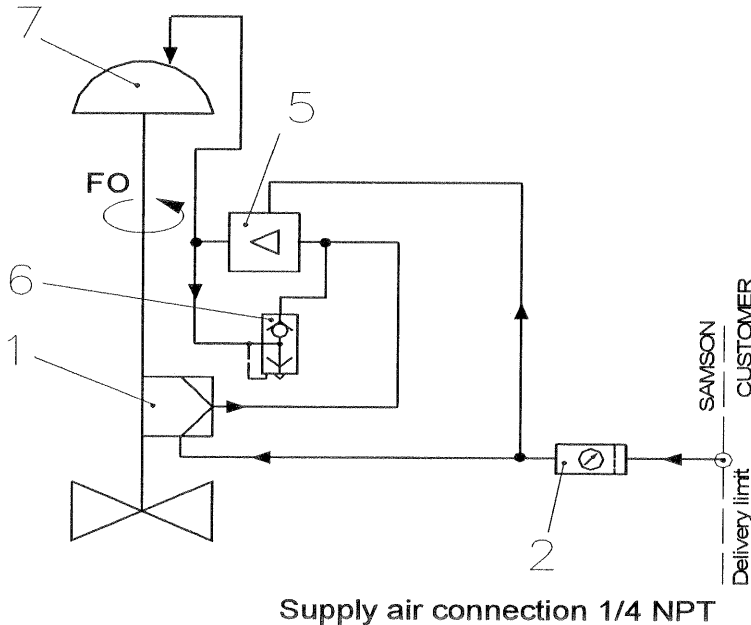 7
5
FO
6
1
SAMSON
CUSTOMER
Delivery limit
2
Supply air connection 1/4 NPT